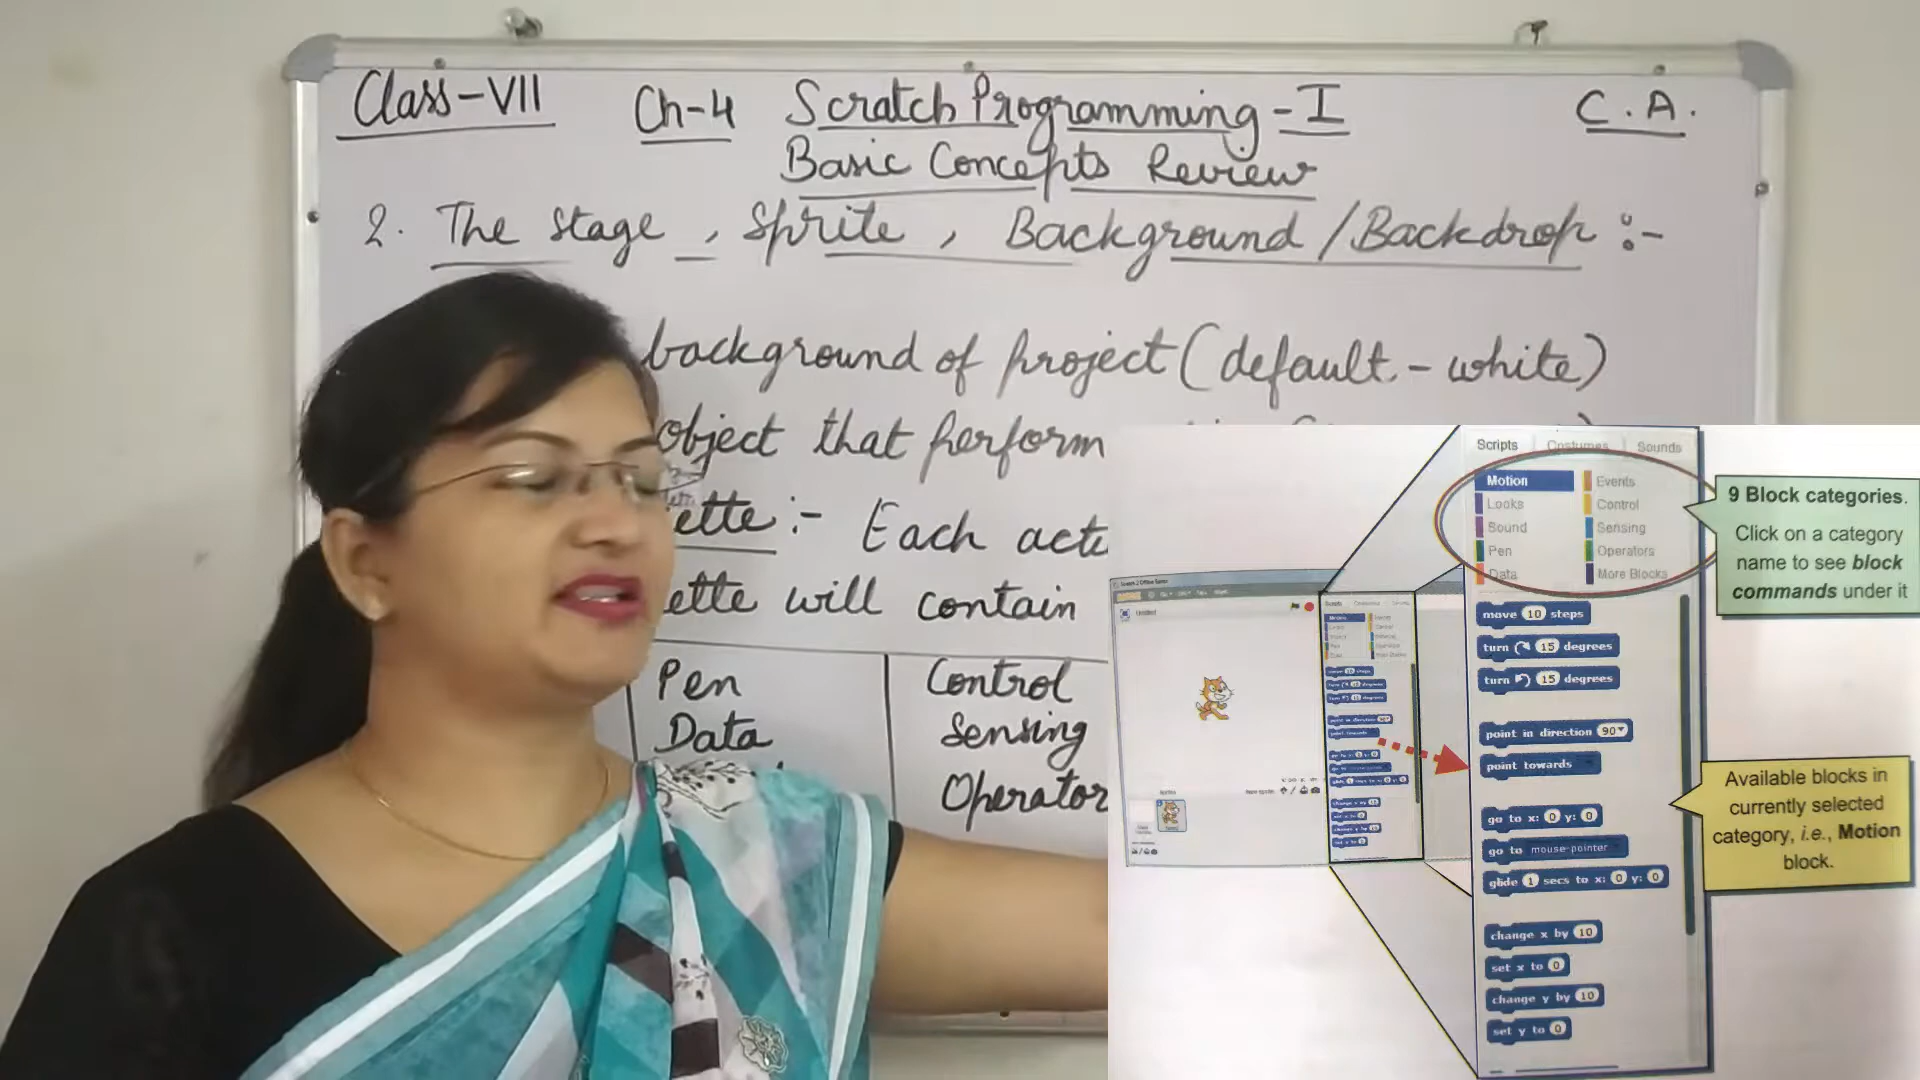 Class-VII Ch-4 Scratch Programming-I C.A.
Basic Concepts Review
2. The stage, Sprite, Background/Backdrop :-
background of project (default - white)
object that perform
ette :- Each acti
ette will contain
Pen Control
Data Sensing
Operator
Scripts Costumes Sounds
Motion Events
Looks Control
Sound Sensing
Pen Operators
Data More Blocks
move 10 steps
turn 15 degrees
turn 15 degrees
point in direction 90
point towards
go to x: 0 y: 0
go to mouse-pointer
glide 1 secs to x: 0 y: 0
change x by 10
set x to 0
change y by 10
set y to 0
9 Block categories.
Click on a category
name to see block
commands under it
Available blocks in
currently selected
category, i.e., Motion
block.